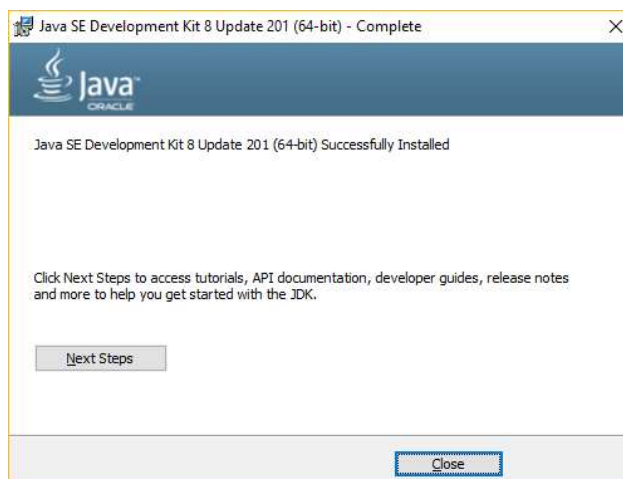 Java SE Development Kit 8 Update 201 (64-bit) - Complete
Java™
ORACLE
Java SE Development Kit 8 Update 201 (64-bit) Successfully Installed
Click Next Steps to access tutorials, API documentation, developer guides, release notes
and more to help you get started with the JDK.
Next Steps
Close